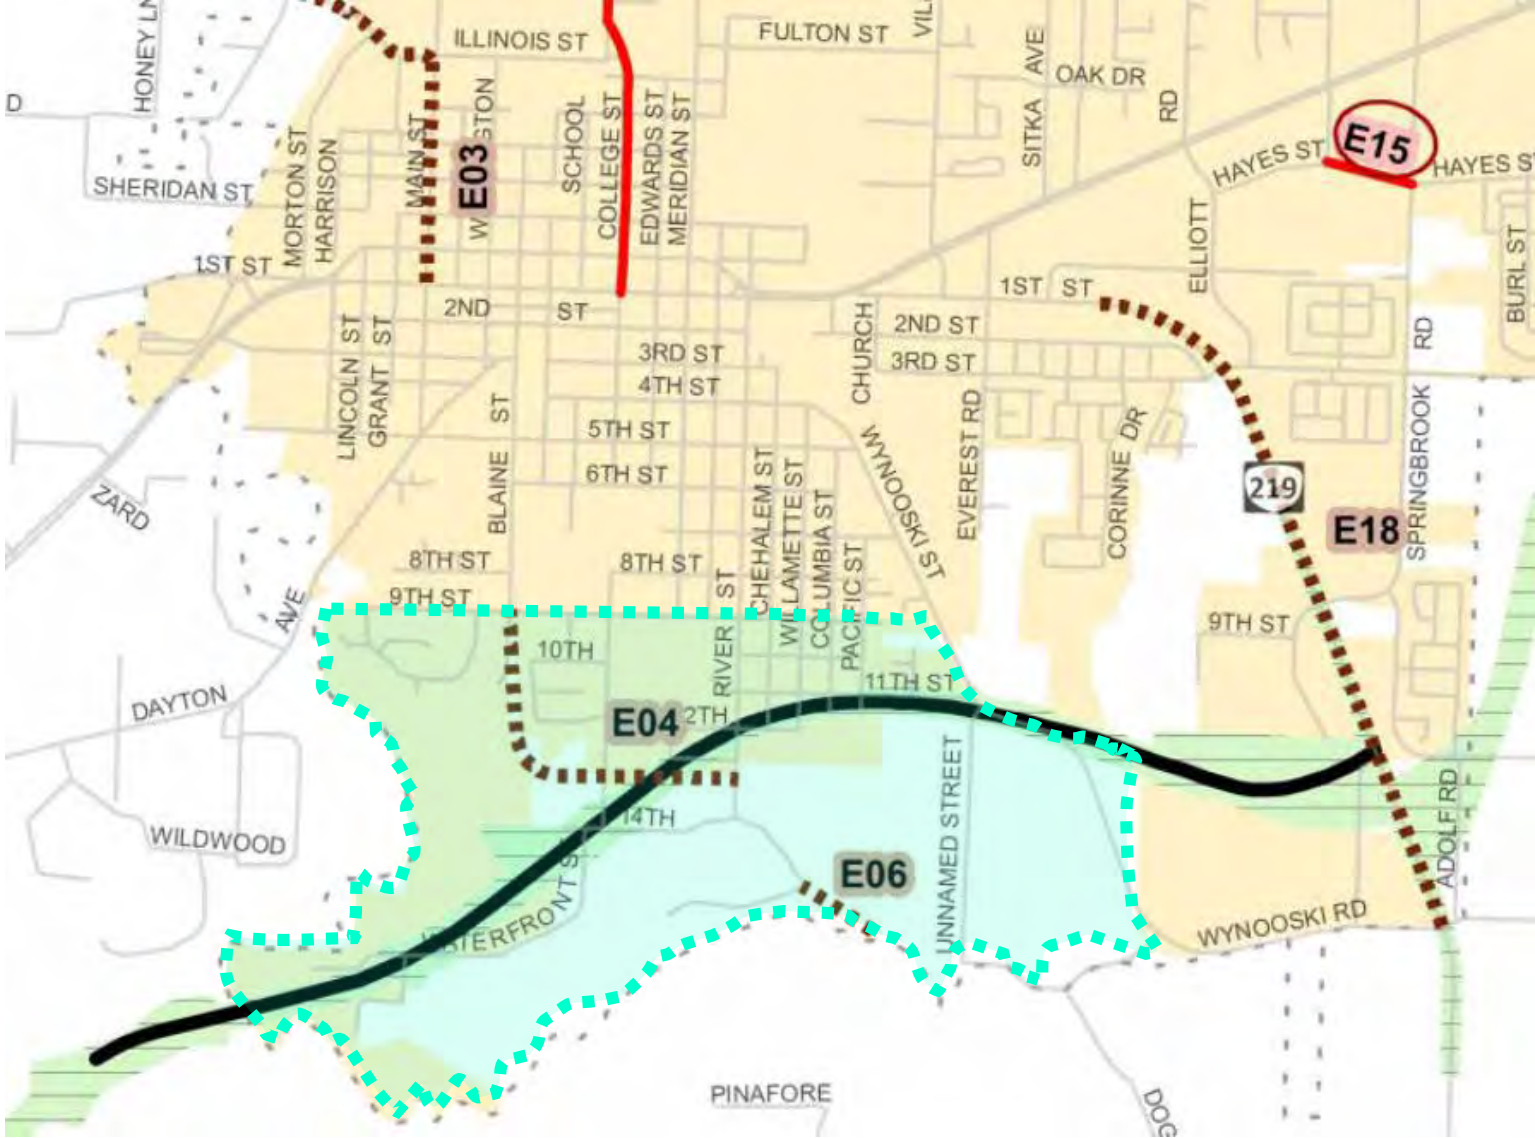 HONEY LN
ILLINOIS ST
FULTON ST
VIL
D
OAK DR
SITKA AVE
RD
E15
HAYES ST
HAYES ST
SHERIDAN ST
MORTON ST
HARRISON
MAIN ST
E03
W GTON
SCHOOL
COLLEGE ST
EDWARDS ST
MERIDIAN ST
ELLIOTT
BURL ST
1ST ST
1ST ST
2ND ST
2ND ST
3RD ST
3RD ST
4TH ST
5TH ST
6TH ST
LINCOLN ST
GRANT ST
BLAINE ST
CHURCH
WYNOOSKI ST
EVEREST RD
CORINNE DR
219
E18
SPRINGBROOK RD
ZARD
8TH ST
8TH ST
9TH ST
9TH ST
RIVER ST
CHEHALEM ST
WILLAMETTE ST
COLUMBIA ST
PACIFIC ST
10TH
11TH ST
E04
2TH
DAYTON AVE
WILDWOOD
14TH
WATERFRONT S
E06
UNNAMED STREET
WYNOOSKI RD
ADOLF RD
PINAFORE
DOG